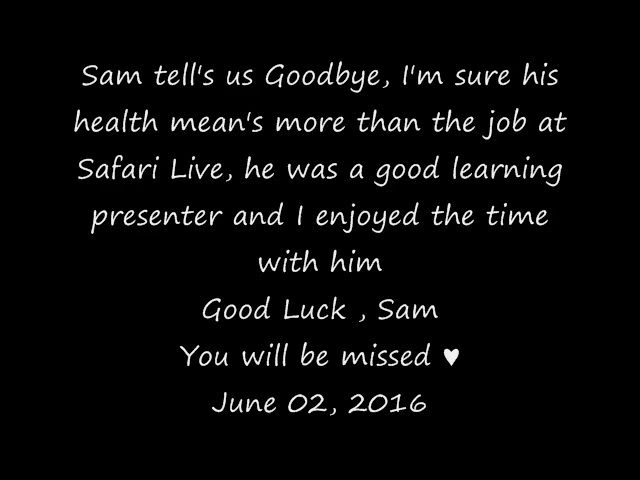 Sam tell's us Goodbye, I'm sure his
health mean's more than the job at
Safari Live, he was a good learning
presenter and I enjoyed the time
with him
Good Luck , Sam
You will be missed ♥
June 02, 2016